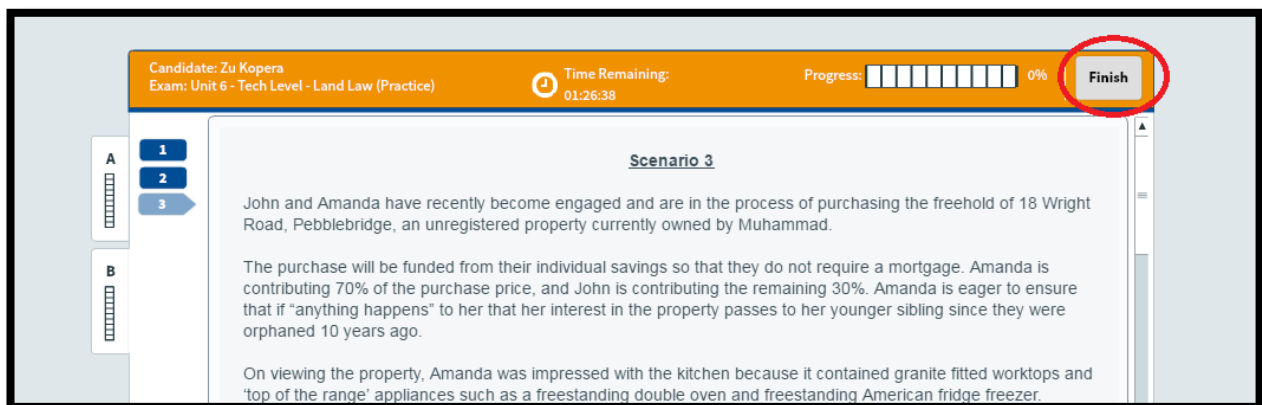 Candidate: Zu Kopera
Exam: Unit 6 - Tech Level - Land Law (Practice)
Time Remaining:
01:26:38
Progress: 0%
Finish
A
B
1
2
3
Scenario 3
John and Amanda have recently become engaged and are in the process of purchasing the freehold of 18 Wright
Road, Pebblebridge, an unregistered property currently owned by Muhammad.
The purchase will be funded from their individual savings so that they do not require a mortgage. Amanda is
contributing 70% of the purchase price, and John is contributing the remaining 30%. Amanda is eager to ensure
that if “anything happens” to her that her interest in the property passes to her younger sibling since they were
orphaned 10 years ago.
On viewing the property, Amanda was impressed with the kitchen because it contained granite fitted worktops and
‘top of the range’ appliances such as a freestanding double oven and freestanding American fridge freezer.